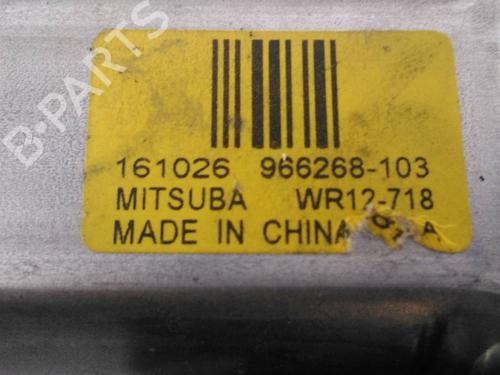 B-PARTS
161026 966268-103
MITSUBA WR12-718
MADE IN CHINA A